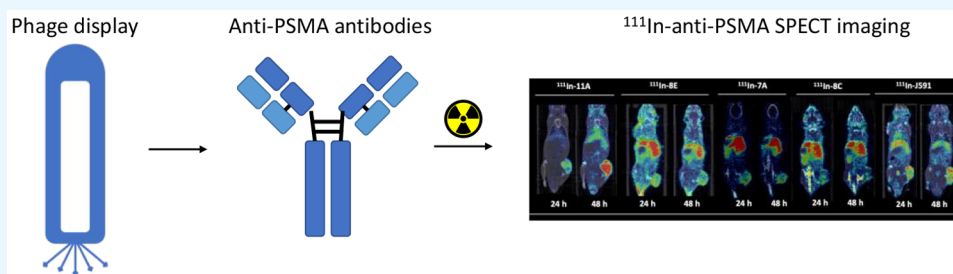 Phage display
Anti-PSMA antibodies
¹¹¹In-anti-PSMA SPECT imaging
¹¹¹In-11A ¹¹¹In-8E ¹¹¹In-7A ¹¹¹In-8C ¹¹¹In-J591
24 h 48 h 24 h 48 h 24 h 48 h 24 h 48 h 24 h 48 h